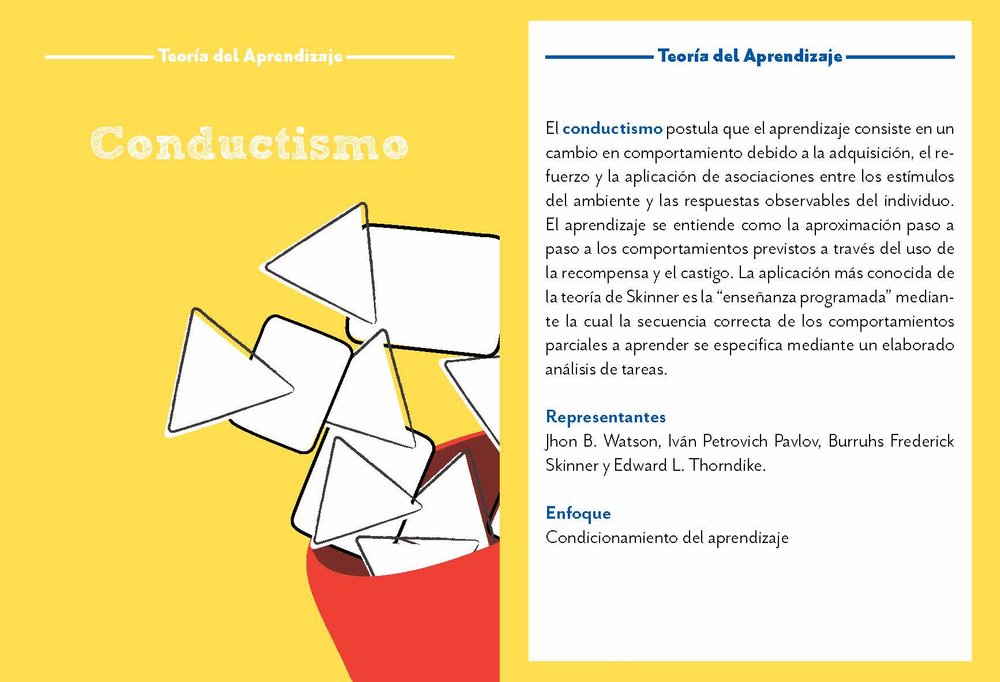 Teoría del Aprendizaje
Conductismo
Teoría del Aprendizaje
El conductismo postula que el aprendizaje consiste en un
cambio en comportamiento debido a la adquisición, el re-
fuerzo y la aplicación de asociaciones entre los estímulos
del ambiente y las respuestas observables del individuo.
El aprendizaje se entiende como la aproximación paso a
paso a los comportamientos previstos a través del uso de
la recompensa y el castigo. La aplicación más conocida de
la teoría de Skinner es la “enseñanza programada” median-
te la cual la secuencia correcta de los comportamientos
parciales a aprender se especifica mediante un elaborado
análisis de tareas.
Representantes
Jhon B. Watson, Iván Petrovich Pavlov, Burruhs Frederick
Skinner y Edward L. Thorndike.
Enfoque
Condicionamiento del aprendizaje